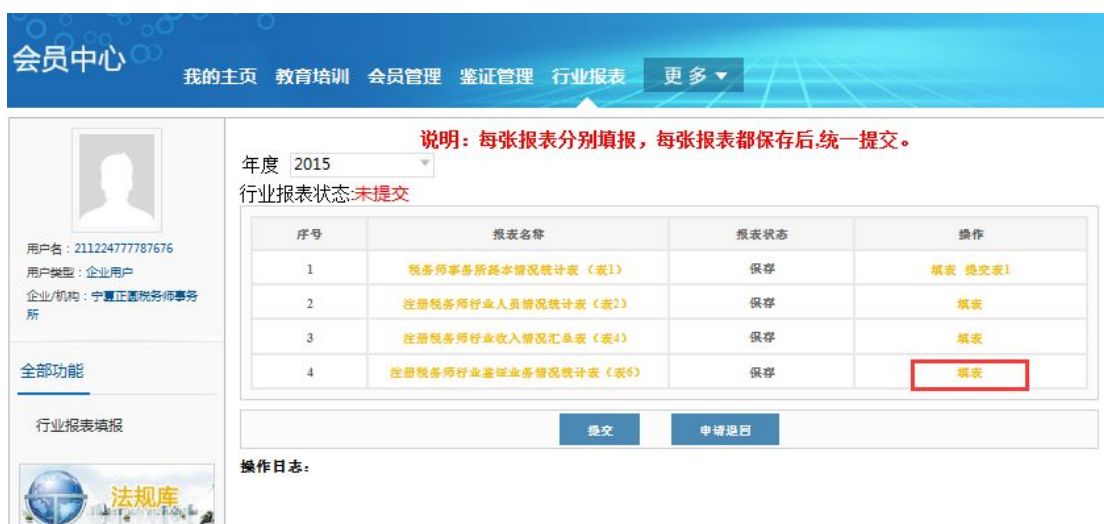 会员中心
我的主页 教育培训 会员管理 鉴证管理 行业报表 更多
说明：每张报表分别填报，每张报表都保存后,统一提交。
年度 2015
行业报表状态:未提交
序号 报表名称 报表状态 操作
1 税务师事务所基本情况统计表（表1） 保存 填表 提交表1
2 注册税务师行业人员情况统计表（表2） 保存 填表
3 注册税务师行业收入情况汇总表（表4） 保存 填表
4 注册税务师行业鉴证业务情况统计表（表6） 保存 填表
提交 申请退回
操作日志：
用户名：211224777787676
用户类型：企业用户
企业/机构：宁夏正圆税务师事务
所
全部功能
行业报表填报
法规库